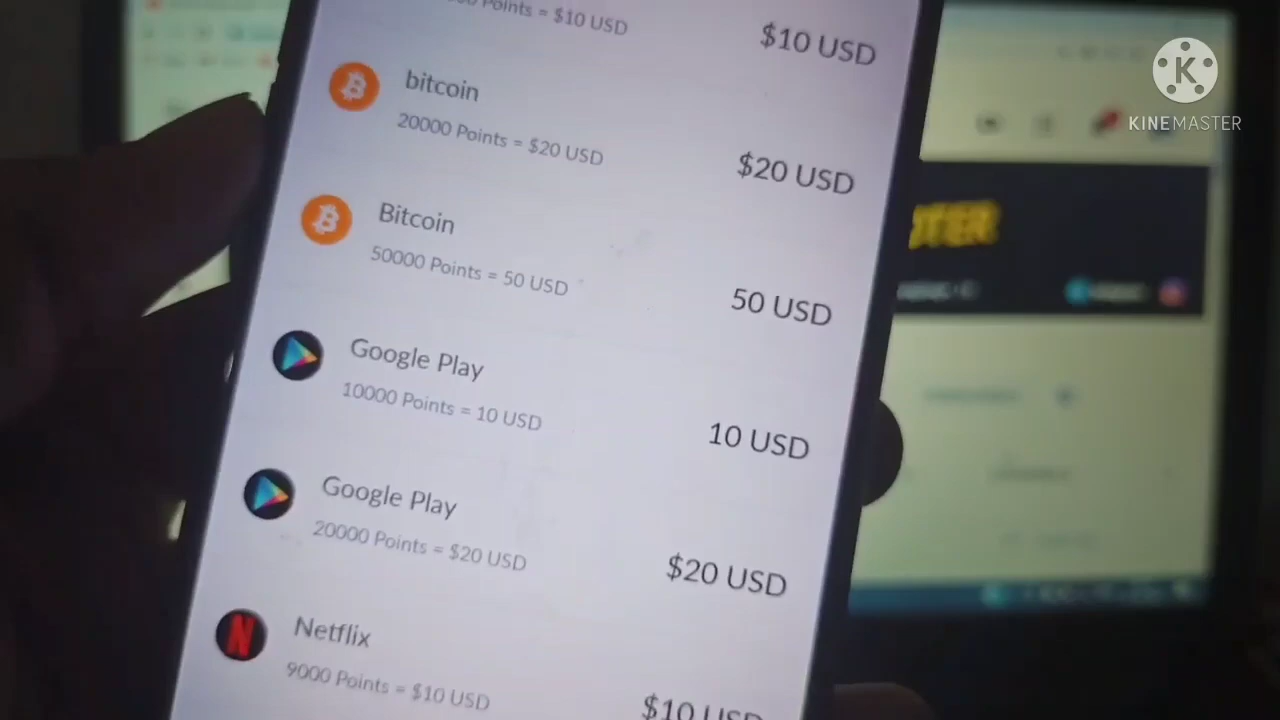 Points = $10 USD
$10 USD
bitcoin
20000 Points = $20 USD
$20 USD
Bitcoin
50000 Points = 50 USD
50 USD
Google Play
10000 Points = 10 USD
10 USD
Google Play
20000 Points = $20 USD
$20 USD
Netflix
9000 Points = $10 USD
$10 USD
K
KINEMASTER